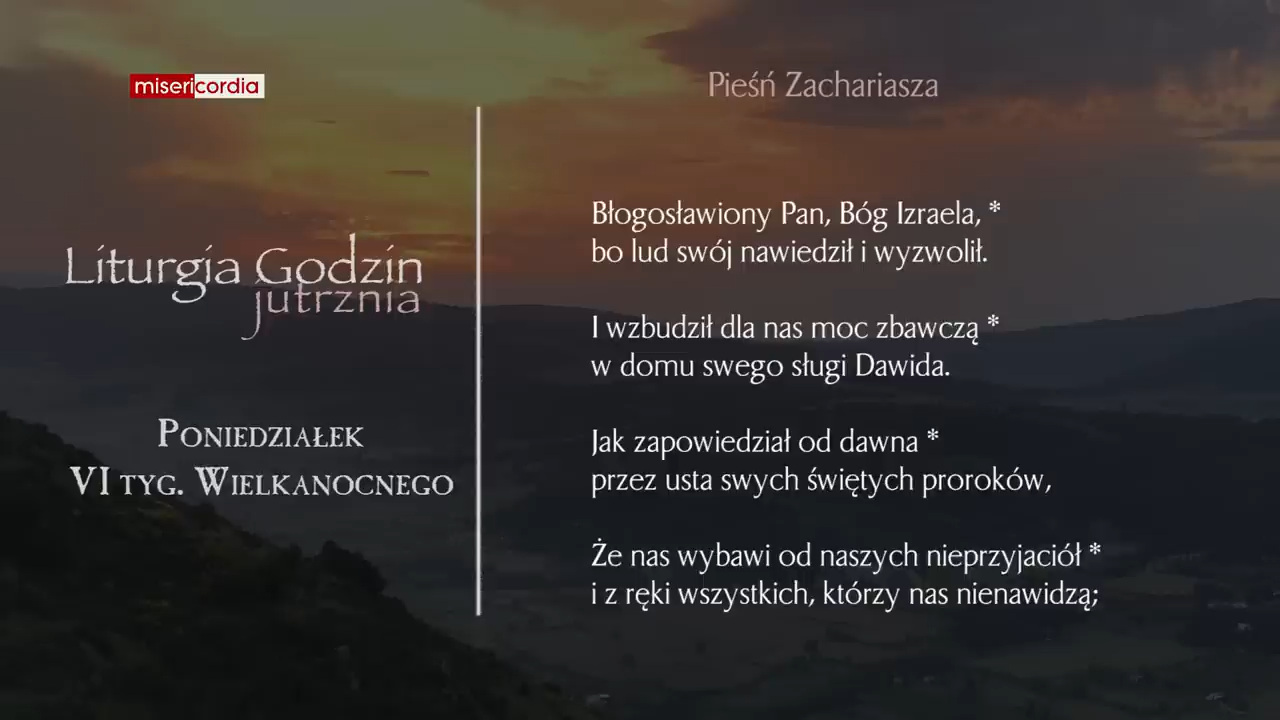 misericordia
Pieśń Zachariasza
Liturgia Godzin
jutrznia
Poniedziałek
VI tyg. Wielkanocnego
Błogosławiony Pan, Bóg Izraela, *
bo lud swój nawiedził i wyzwolił.
I wzbudził dla nas moc zbawczą *
w domu swego sługi Dawida.
Jak zapowiedział od dawna *
przez usta swych świętych proroków,
Że nas wybawi od naszych nieprzyjaciół *
i z ręki wszystkich, którzy nas nienawidzą;